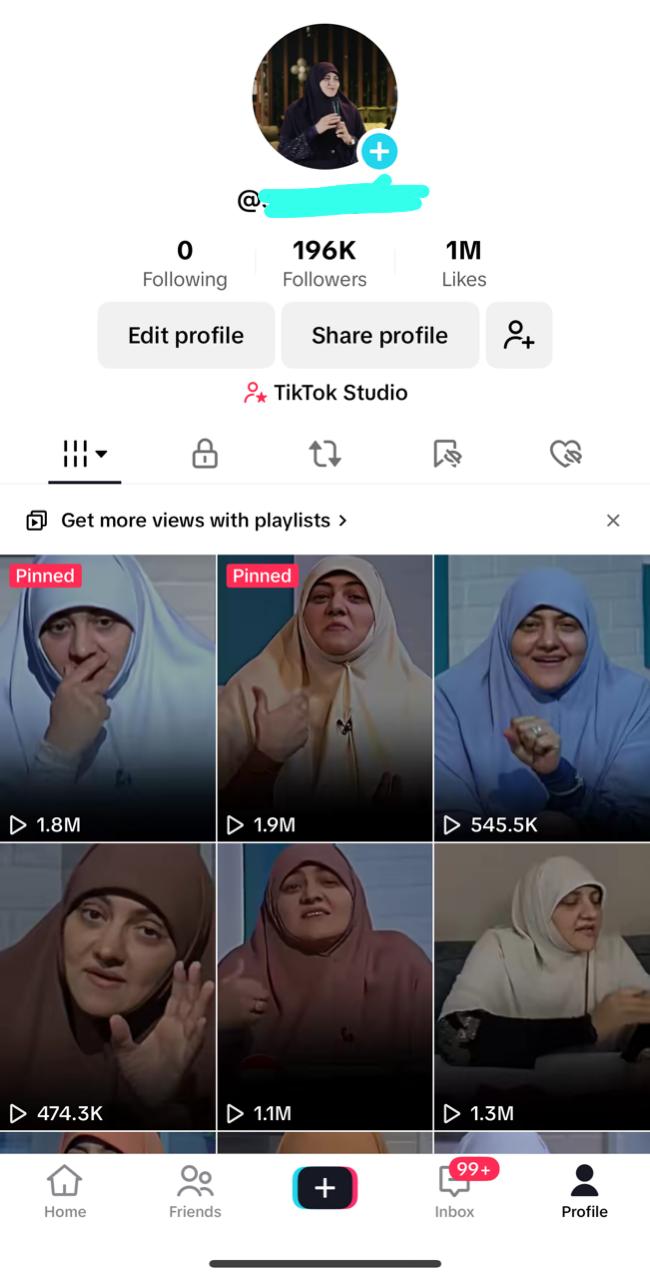 @
0 196K 1M
Following Followers Likes
Edit profile Share profile
TikTok Studio
Get more views with playlists
Pinned Pinned
1.8M 1.9M 545.5K
474.3K 1.1M 1.3M
99+
Home Friends Inbox Profile